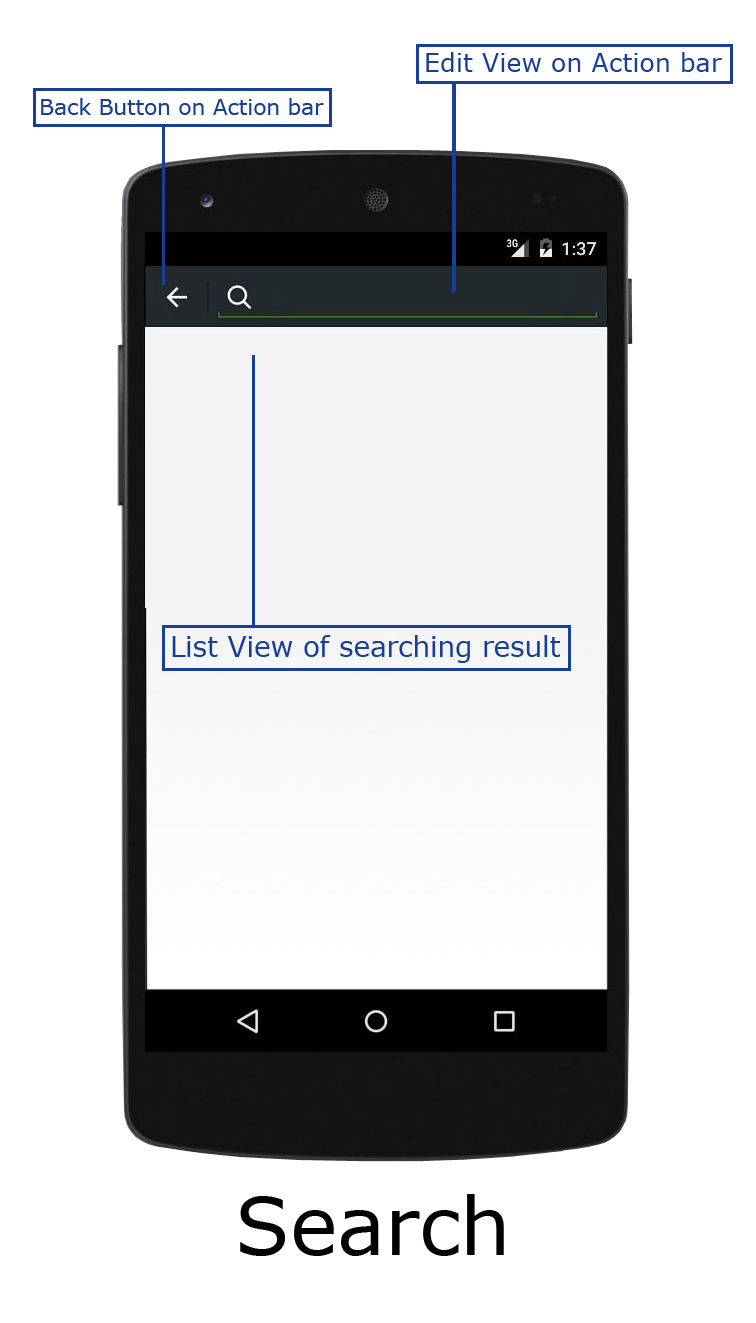 Edit View on Action bar
Back Button on Action bar
3G 1:37
List View of searching result
Search